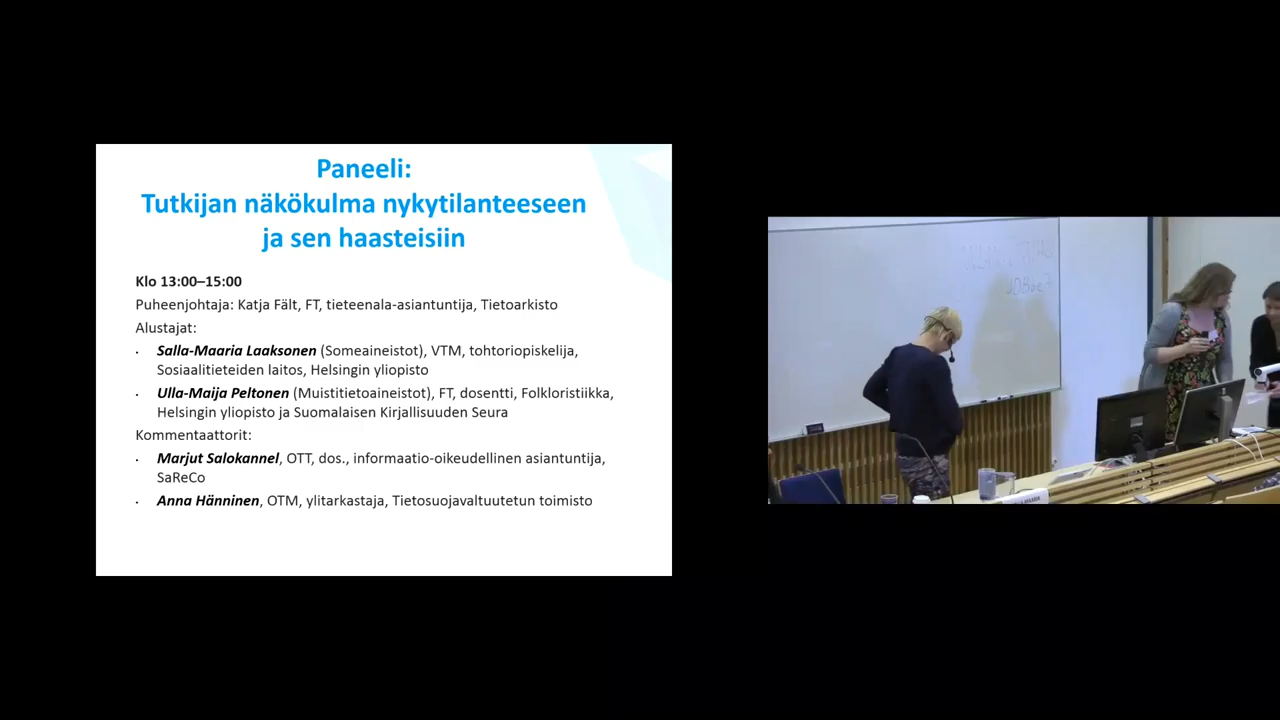 Paneeli:
Tutkijan näkökulma nykytilanteeseen
ja sen haasteisiin
Klo 13:00–15:00
Puheenjohtaja: Katja Fält, FT, tieteenala-asiantuntija, Tietoarkisto
Alustajat:
• Salla-Maaria Laaksonen (Someaineistot), VTM, tohtoriopiskelija,
Sosiaalitieteiden laitos, Helsingin yliopisto
• Ulla-Maija Peltonen (Muistitietoaineistot), FT, dosentti, Folkloristiikka,
Helsingin yliopisto ja Suomalaisen Kirjallisuuden Seura
Kommentaattorit:
• Marjut Salokannel, OTT, dos., informaatio-oikeudellinen asiantuntija,
SaReCo
• Anna Hänninen, OTM, ylitarkastaja, Tietosuojavaltuutetun toimisto